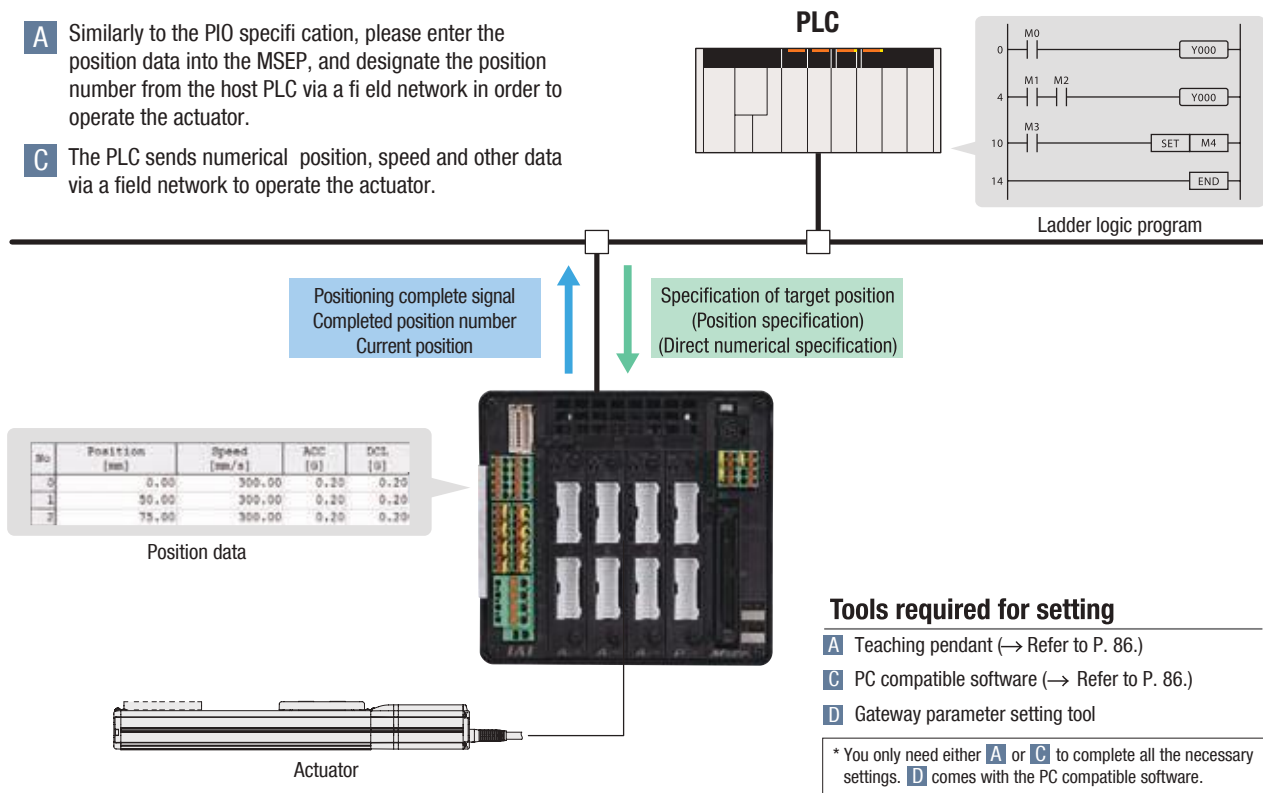 A Similarly to the PIO specifi cation, please enter the
position data into the MSEP, and designate the position
number from the host PLC via a fi eld network in order to
operate the actuator.
C The PLC sends numerical position, speed and other data
via a field network to operate the actuator.
PLC
M0
0 Y000
M1 M2
4 Y000
M3
10 SET M4
14 END
Ladder logic program
Positioning complete signal
Completed position number
Current position
Specification of target position
(Position specification)
(Direct numerical specification)
No Position [mm] Speed [mm/s] ACC [G] DCL [G]
0 0.00 300.00 0.20 0.20
1 50.00 300.00 0.20 0.20
2 75.00 300.00 0.20 0.20
Position data
IAI
MSEP
Actuator
Tools required for setting
A Teaching pendant (→ Refer to P. 86.)
C PC compatible software (→ Refer to P. 86.)
D Gateway parameter setting tool
* You only need either A or C to complete all the necessary
settings. D comes with the PC compatible software.